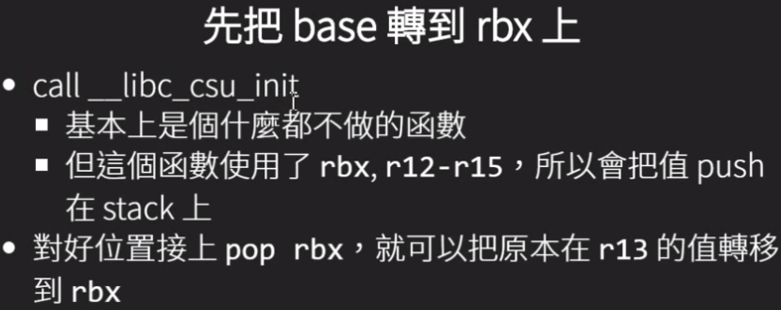 先把 base 轉到 rbx 上
• call __libc_csu_init
▪ 基本上是個什麼都不做的函數
▪ 但這個函數使用了 rbx, r12-r15，所以會把值 push
在 stack 上
• 對好位置接上 pop rbx，就可以把原本在 r13 的值轉移
到 rbx